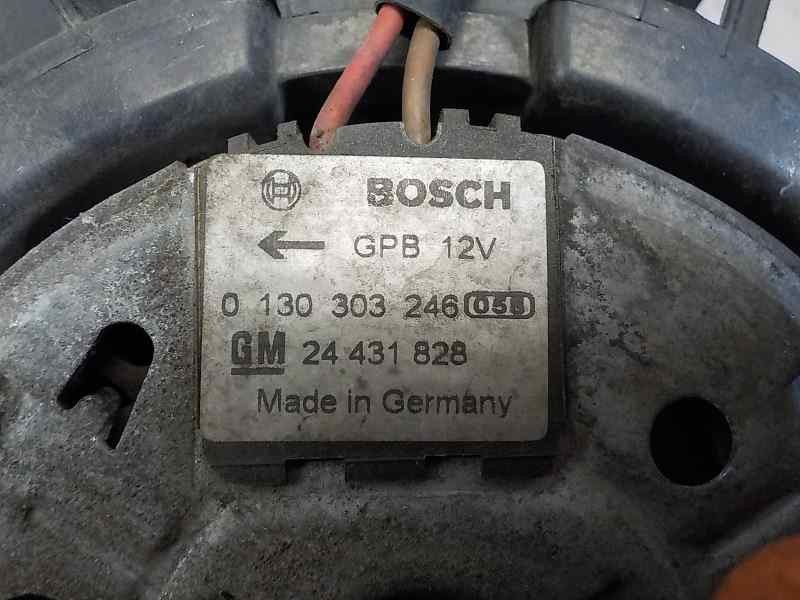 BOSCH
GPB 12V
0 130 303 246 058
GM 24 431 828
Made in Germany